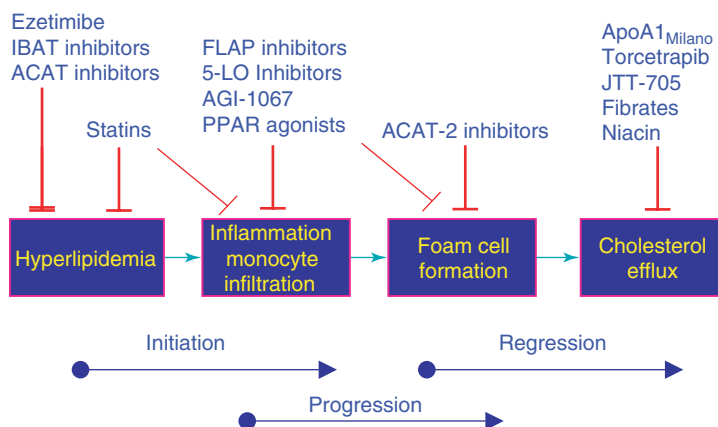 Ezetimibe
IBAT inhibitors
ACAT inhibitors
Statins
FLAP inhibitors
5-LO Inhibitors
AGI-1067
PPAR agonists
ACAT-2 inhibitors
ApoA1Milano
Torcetrapib
JTT-705
Fibrates
Niacin
Hyperlipidemia
Inflammation
monocyte
infiltration
Foam cell
formation
Cholesterol
efflux
Initiation
Regression
Progression